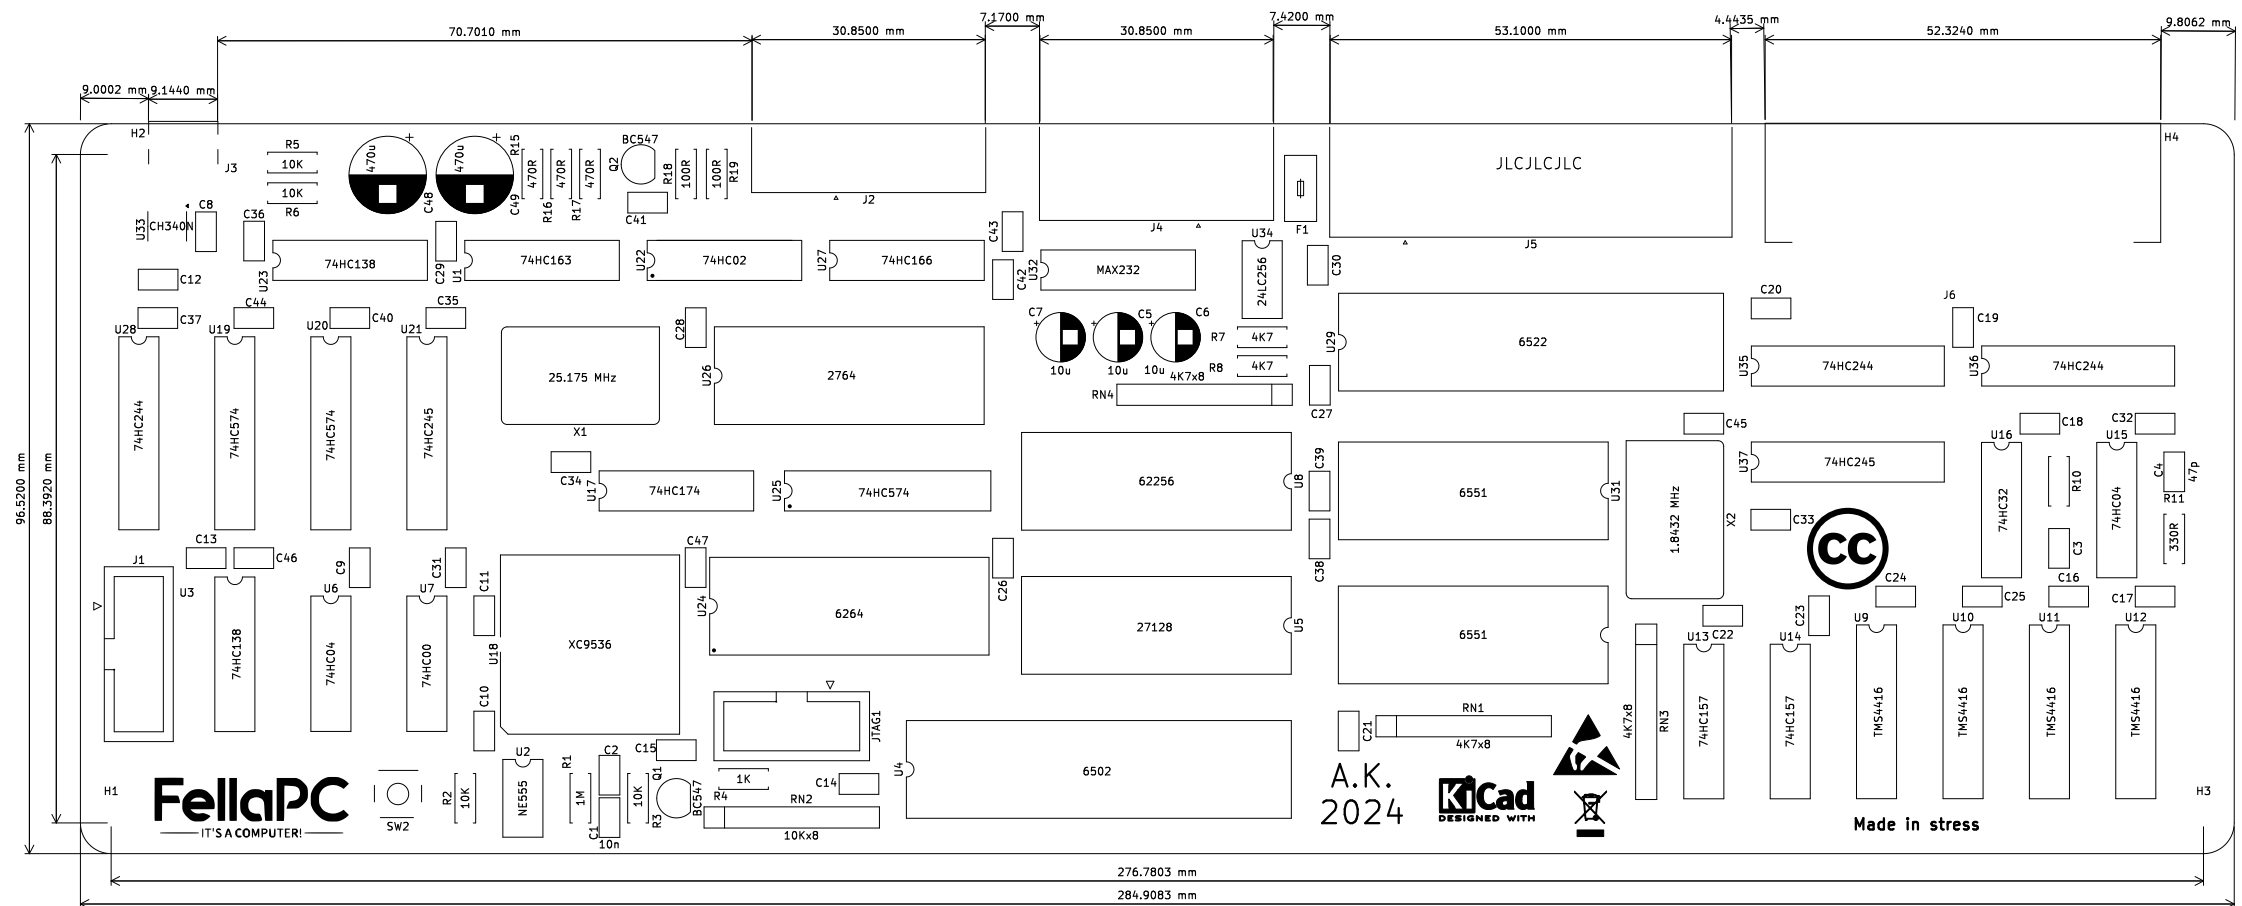 7.1700 mm
7.4200 mm
4.4435 mm
9.8062 mm
70.7010 mm
30.8500 mm
30.8500 mm
53.1000 mm
52.3240 mm
9.0002 mm
9.1440 mm
H2
J3
R5
10K
10K
R6
470u
C48
470u
C49
R15
470R
R16
470R
R17
470R
BC547
Q2
C41
R18
100R
100R
R19
J2
J4
F1
JLCJLCJLC
J5
H4
U33
CH340N
C8
C36
C12
U23
74HC138
C29
U1
74HC163
U22
74HC02
U27
74HC166
C43
C42
U32
MAX232
U34
24LC256
C30
C37
C44
C40
C35
U28
74HC244
U19
74HC574
U20
74HC574
U21
74HC245
25.175 MHz
X1
C28
U26
2764
C7
10u
C5
10u
C6
10u
R7
4K7
R8
4K7
4K7x8
RN4
U29
6522
C27
C20
J6
C19
U35
74HC244
U36
74HC244
C45
C18
C32
C34
U17
74HC174
U25
74HC574
62256
U8
C39
6551
U31
1.8432 MHz
X2
U37
74HC245
C33
CC
U16
74HC32
R10
U15
74HC04
C4
47p
R11
330R
C3
96.5200 mm
88.3920 mm
C13
C46
C9
C31
C11
C47
C26
C38
J1
U3
74HC138
U6
74HC04
U7
74HC00
U18
XC9536
U24
6264
27128
U5
6551
C24
C25
C16
C17
C23
C22
U13
74HC157
U14
74HC157
U9
TMS4416
U10
TMS4416
U11
TMS4416
U12
TMS4416
C10
JTAG1
C15
U4
6502
C21
RN1
4K7x8
4K7x8
RN3
H1
FellaPC
IT'S A COMPUTER!
SW2
R2
10K
U2
NE555
R1
1M
C2
C1
10n
10K
R3
Q1
BC547
1K
R4
C14
RN2
10Kx8
A.K.
2024
KiCad
DESIGNED WITH
Made in stress
H3
276.7803 mm
284.9083 mm